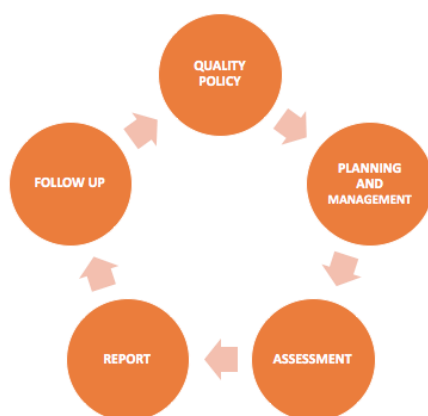 QUALITY
POLICY
PLANNING
AND
MANAGEMENT
ASSESSMENT
REPORT
FOLLOW UP